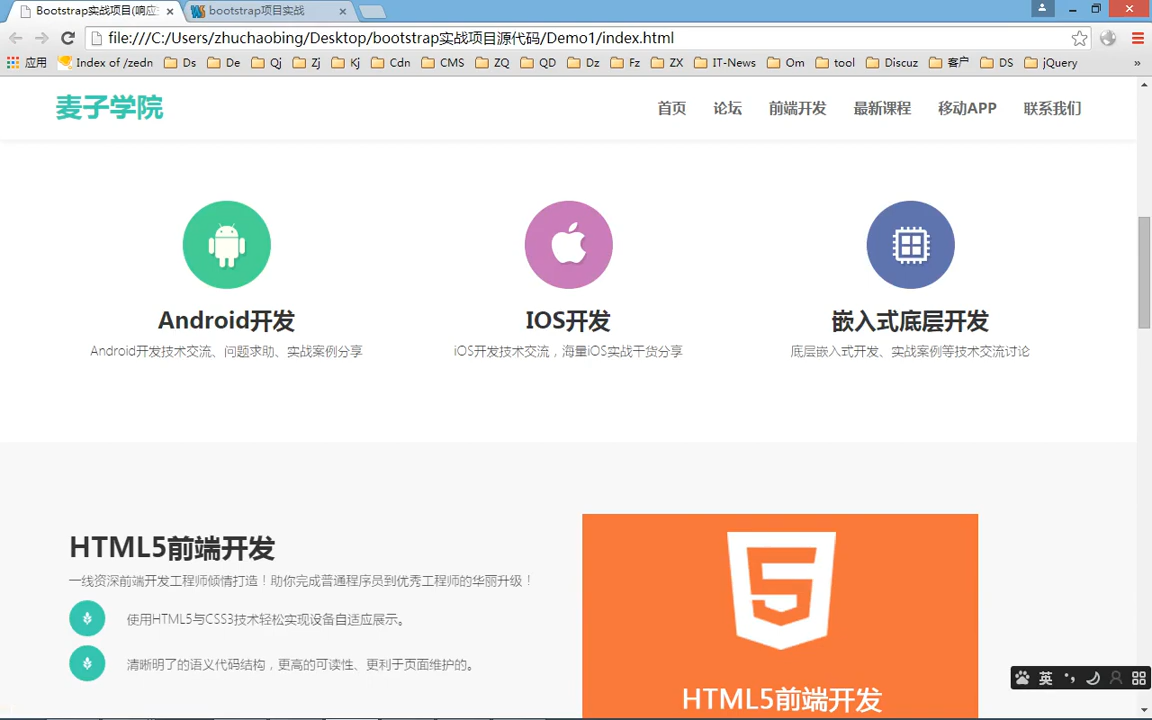 Bootstrap实战项目(响应
bootstrap项目实战
file:///C:/Users/zhuchaobing/Desktop/bootstrap实战项目源代码/Demo1/index.html
应用 Index of /zedn Ds De Qj Zj Kj Cdn CMS ZQ QD Dz Fz ZX IT-News Om tool Discuz 客户 DS jQuery »
麦子学院
首页 论坛 前端开发 最新课程 移动APP 联系我们
Android开发 IOS开发 嵌入式底层开发
Android开发技术交流、问题求助、实战案例分享 iOS开发技术交流，海量iOS实战干货分享 底层嵌入式开发、实战案例等技术交流讨论
HTML5前端开发
一线资深前端开发工程师倾情打造！助你完成普通程序员到优秀工程师的华丽升级！
使用HTML5与CSS3技术轻松实现设备自适应展示。
清晰明了的语义代码结构，更高的可读性、更利于页面维护的。
HTML5前端开发
英